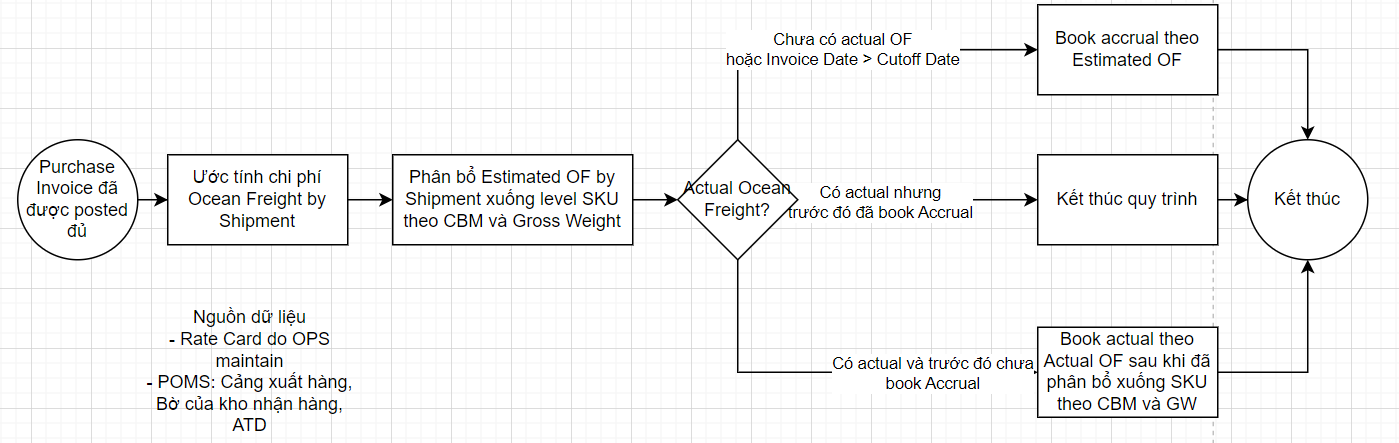 Purchase
Invoice đã
được posted
đủ
Ước tính chi phí
Ocean Freight by
Shipment
Nguồn dữ liệu
- Rate Card do OPS
maintain
- POMS: Cảng xuất hàng,
Bờ của kho nhận hàng,
ATD
Phân bổ Estimated OF by
Shipment xuống level SKU
theo CBM và Gross Weight
Actual Ocean
Freight?
Chưa có actual OF
hoặc Invoice Date > Cutoff Date
Book accrual theo
Estimated OF
Có actual nhưng
trước đó đã book Accrual
Kết thúc quy trình
Có actual và trước đó chưa
book Accrual
Book actual theo
Actual OF sau khi đã
phân bổ xuống SKU
theo CBM và GW
Kết thúc